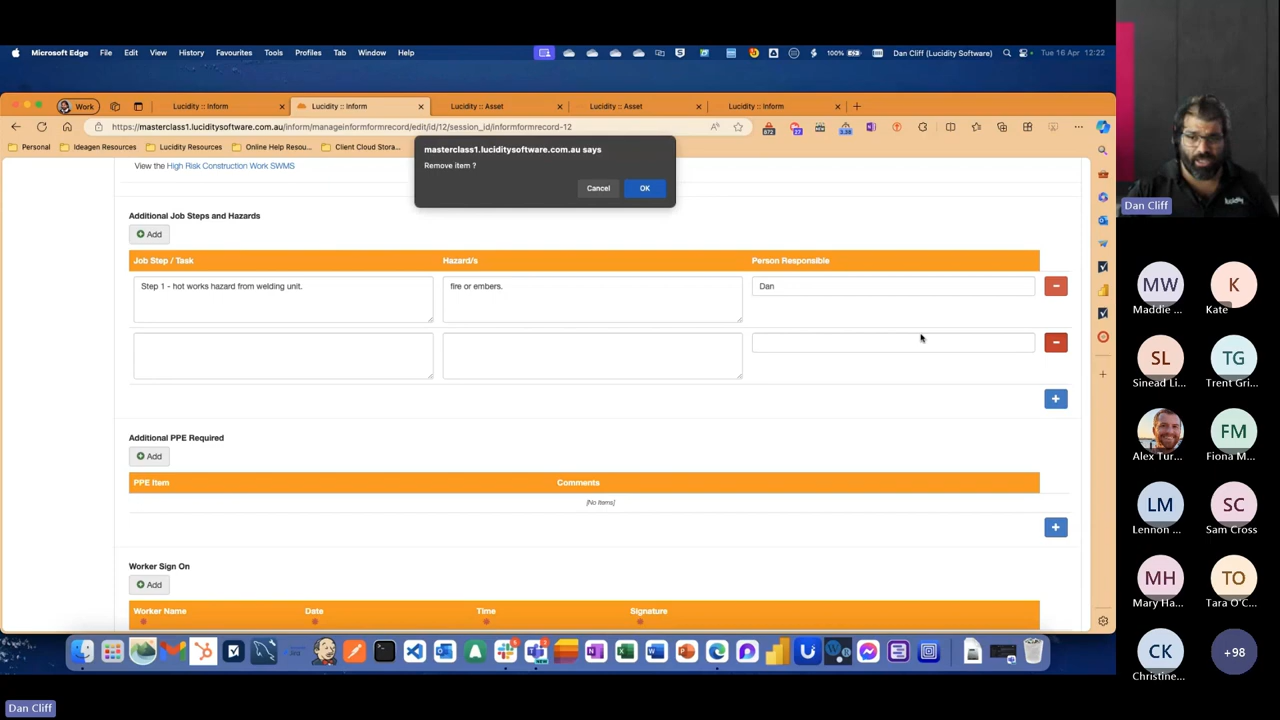 Microsoft Edge File Edit View History Favourites Tools Profiles Tab Window Help
100% Dan Cliff (Lucidity Software) Tue 16 Apr 12:22
Work Lucidity :: Inform Lucidity :: Inform Lucidity :: Asset Lucidity :: Asset Lucidity :: Inform
https://masterclass1.luciditysoftware.com.au/inform/manageinformformrecord/edit/id/12/session_id/informformrecord-12
Personal Ideagen Resources Lucidity Resources Online Help Resou... Client Cloud Stora...
masterclass1.luciditysoftware.com.au says
Remove item ?
Cancel OK
View the High Risk Construction Work SWMS
Additional Job Steps and Hazards
Add
Job Step / Task Hazard/s Person Responsible
Step 1 - hot works hazard from welding unit. fire or embers. Dan
Additional PPE Required
Add
PPE Item Comments
[No Items]
Worker Sign On
Add
Worker Name Date Time Signature
Dan Cliff
MW K
Maddie ... Kate
SL TG
Sinead Li... Trent Gri...
FM
Alex Tur... Fiona M...
LM SC
Lennon ... Sam Cross
MH TO
Mary Ha... Tara O'C...
CK +98
Christine...
Dan Cliff